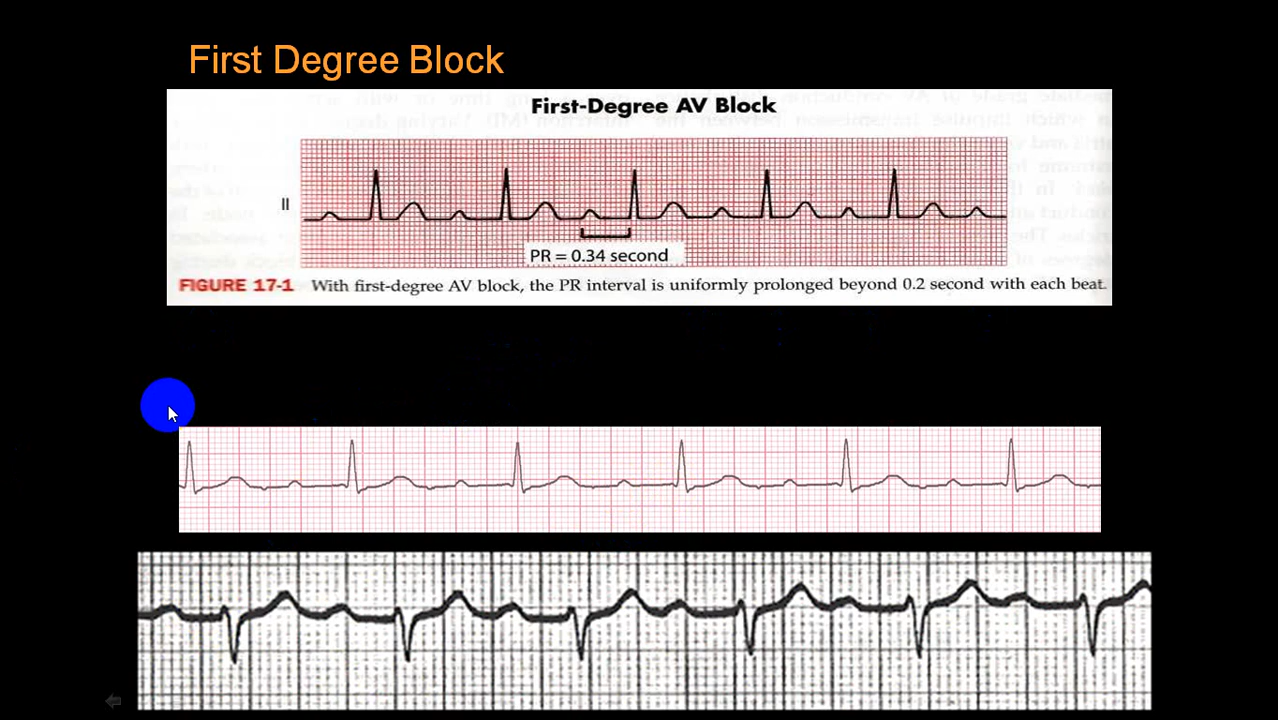 First Degree Block
First-Degree AV Block
II
PR = 0.34 second
FIGURE 17-1 With first-degree AV block, the PR interval is uniformly prolonged beyond 0.2 second with each beat.